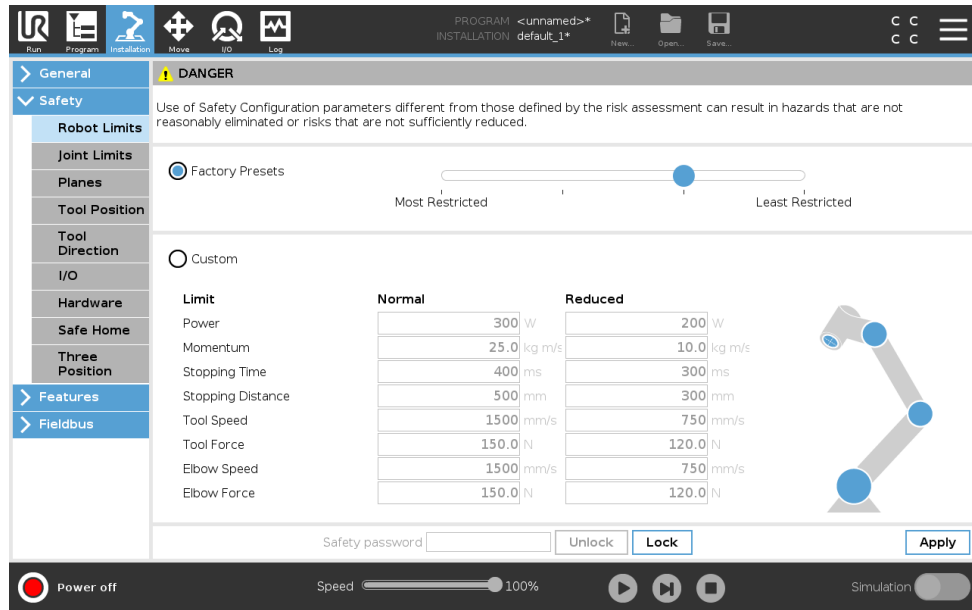 PROGRAM <unnamed>*
INSTALLATION default_1*
UR
Run Program Installation Move I/O Log New... Open... Save...
C C
C C
General
Safety
Robot Limits
Joint Limits
Planes
Tool Position
Tool
Direction
I/O
Hardware
Safe Home
Three
Position
Features
Fieldbus
DANGER
Use of Safety Configuration parameters different from those defined by the risk assessment can result in hazards that are not
reasonably eliminated or risks that are not sufficiently reduced.
Factory Presets
Most Restricted Least Restricted
Custom
Limit Normal Reduced
Power 300 W 200 W
Momentum 25.0 kg m/s 10.0 kg m/s
Stopping Time 400 ms 300 ms
Stopping Distance 500 mm 300 mm
Tool Speed 1500 mm/s 750 mm/s
Tool Force 150.0 N 120.0 N
Elbow Speed 1500 mm/s 750 mm/s
Elbow Force 150.0 N 120.0 N
Safety password Unlock Lock Apply
Power off Speed 100% Simulation